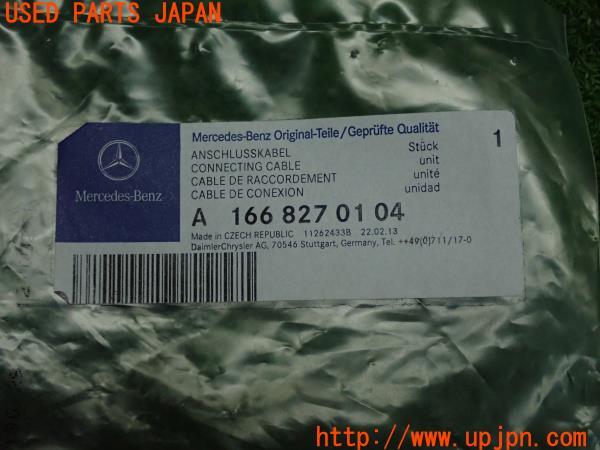 USED PARTS JAPAN
Mercedes-Benz Original-Teile/Geprüfte Qualität
ANSCHLUSSKABEL Stück 1
CONNECTING CABLE unit
CABLE DE RACCORDEMENT unité
CABLE DE CONEXION unidad
Mercedes-Benz
A 166 827 01 04
Made in CZECH REPUBLIC 11262433B 22.02.13
DaimlerChrysler AG, 70546 Stuttgart, Germany, Tel. ++49(0)711/17-0
http://www.upjpn.com/